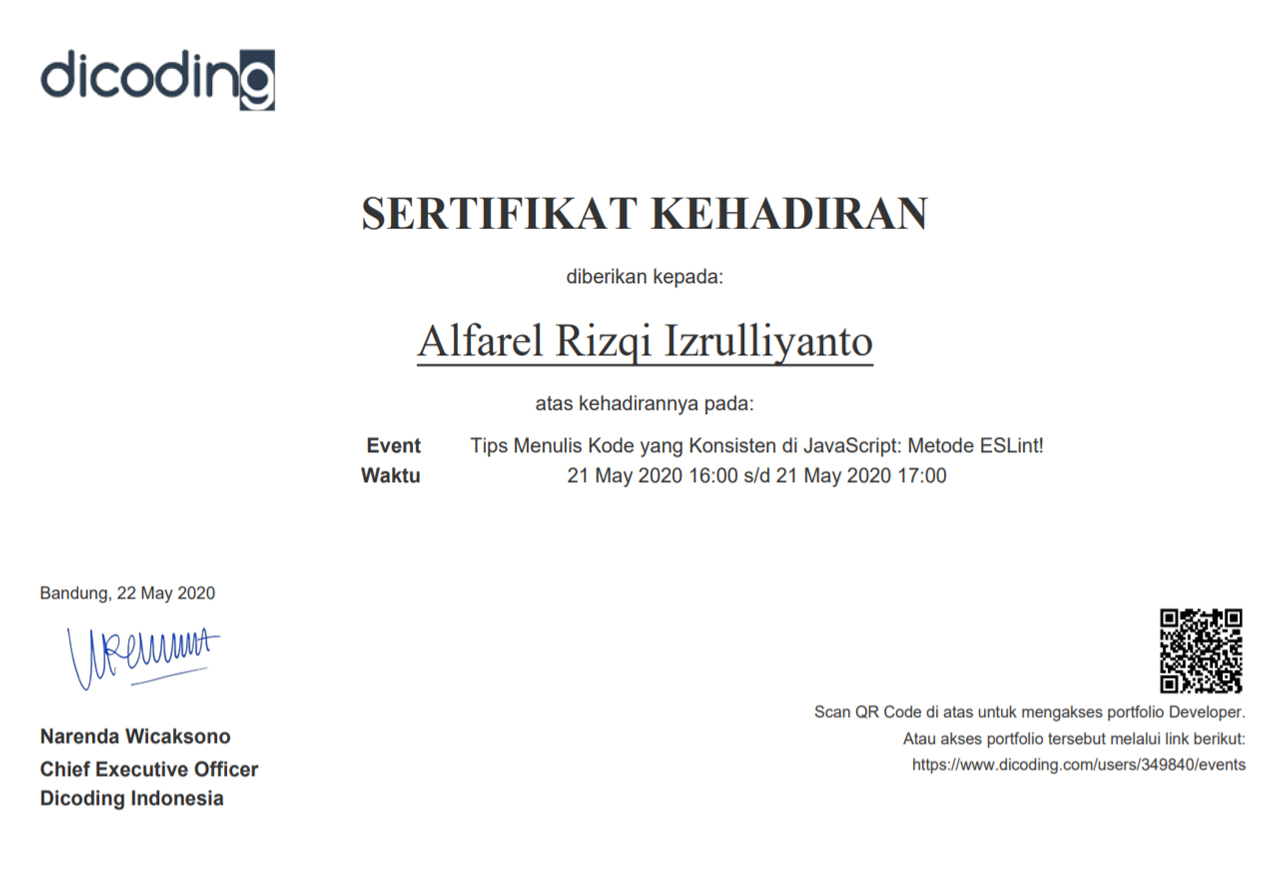 dicoding
SERTIFIKAT KEHADIRAN
diberikan kepada:
Alfarel Rizqi Izrulliyanto
atas kehadirannya pada:
Event Tips Menulis Kode yang Konsisten di JavaScript: Metode ESLint!
Waktu 21 May 2020 16:00 s/d 21 May 2020 17:00
Bandung, 22 May 2020
Narenda Wicaksono
Chief Executive Officer
Dicoding Indonesia
Scan QR Code di atas untuk mengakses portfolio Developer.
Atau akses portfolio tersebut melalui link berikut:
https://www.dicoding.com/users/349840/events